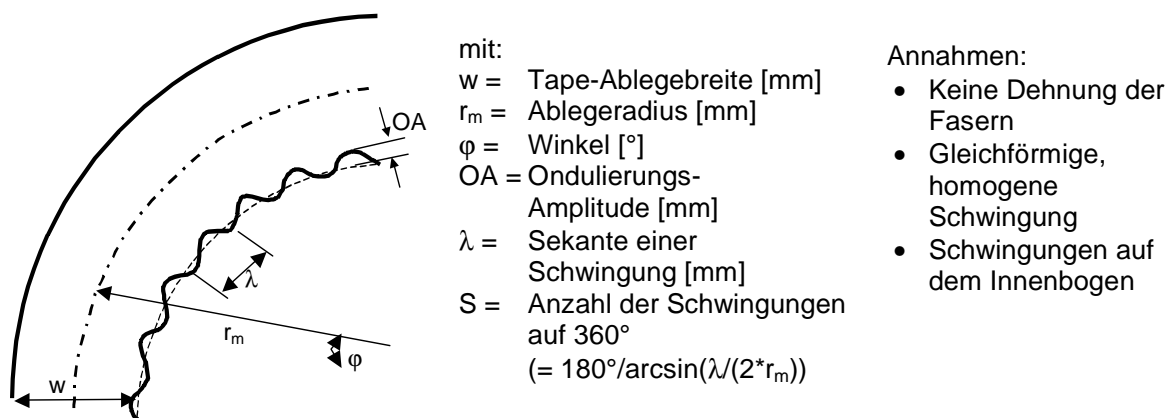 OA
λ
r_m
φ
w
mit:
w = Tape-Ablegebreite [mm]
r_m = Ablegeradius [mm]
φ = Winkel [°]
OA = Ondulierungs-
Amplitude [mm]
λ = Sekante einer
Schwingung [mm]
S = Anzahl der Schwingungen
auf 360°
(= 180°/arcsin(λ/(2*r_m))
Annahmen:
• Keine Dehnung der
Fasern
• Gleichförmige,
homogene
Schwingung
• Schwingungen auf
dem Innenbogen